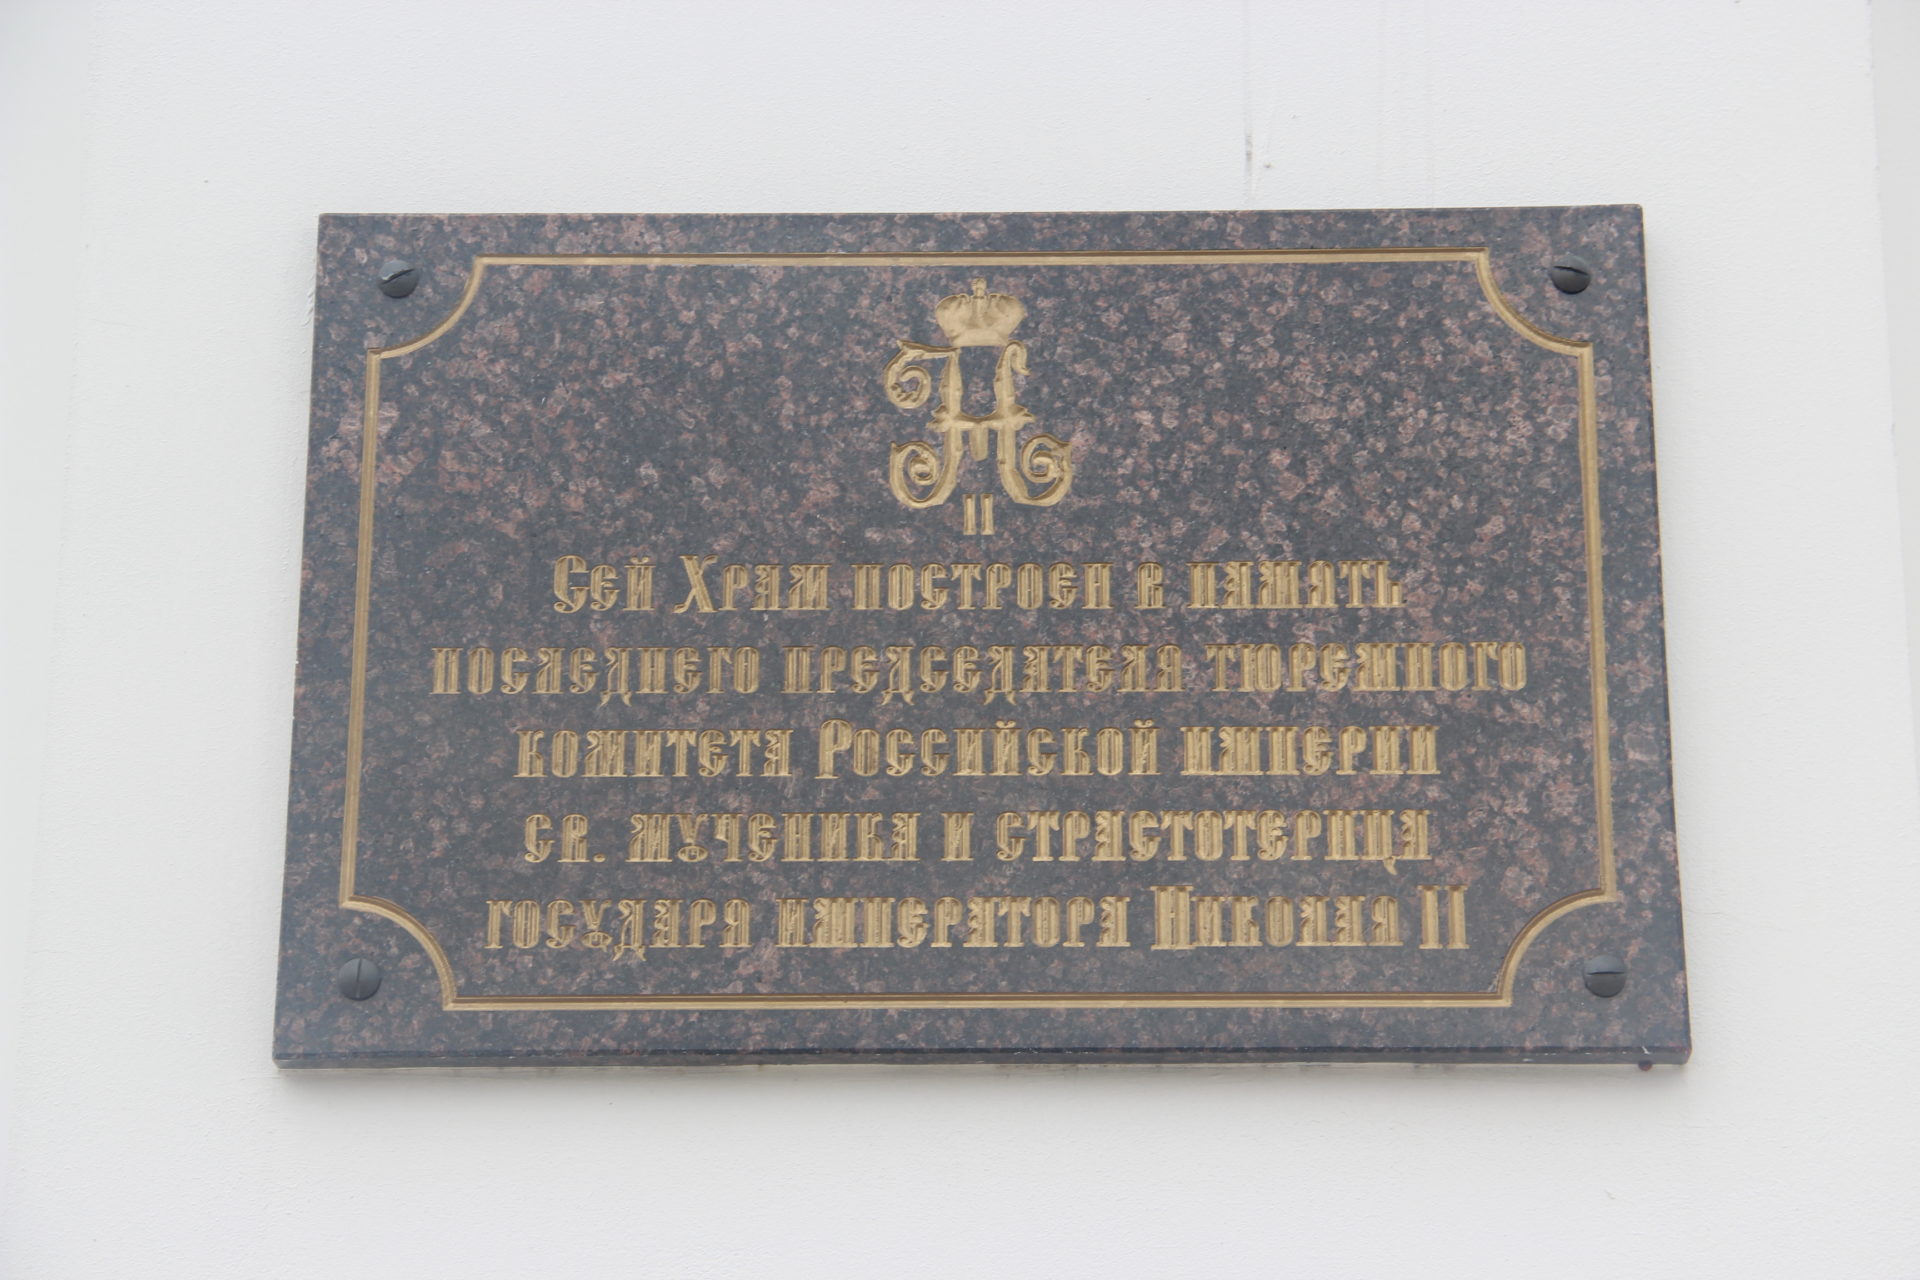 Н
II
Сей Храм построен в память
последнего председателя тюремного
комитета Российской империи
св. мученика и страстотерпца
государя императора Николая II